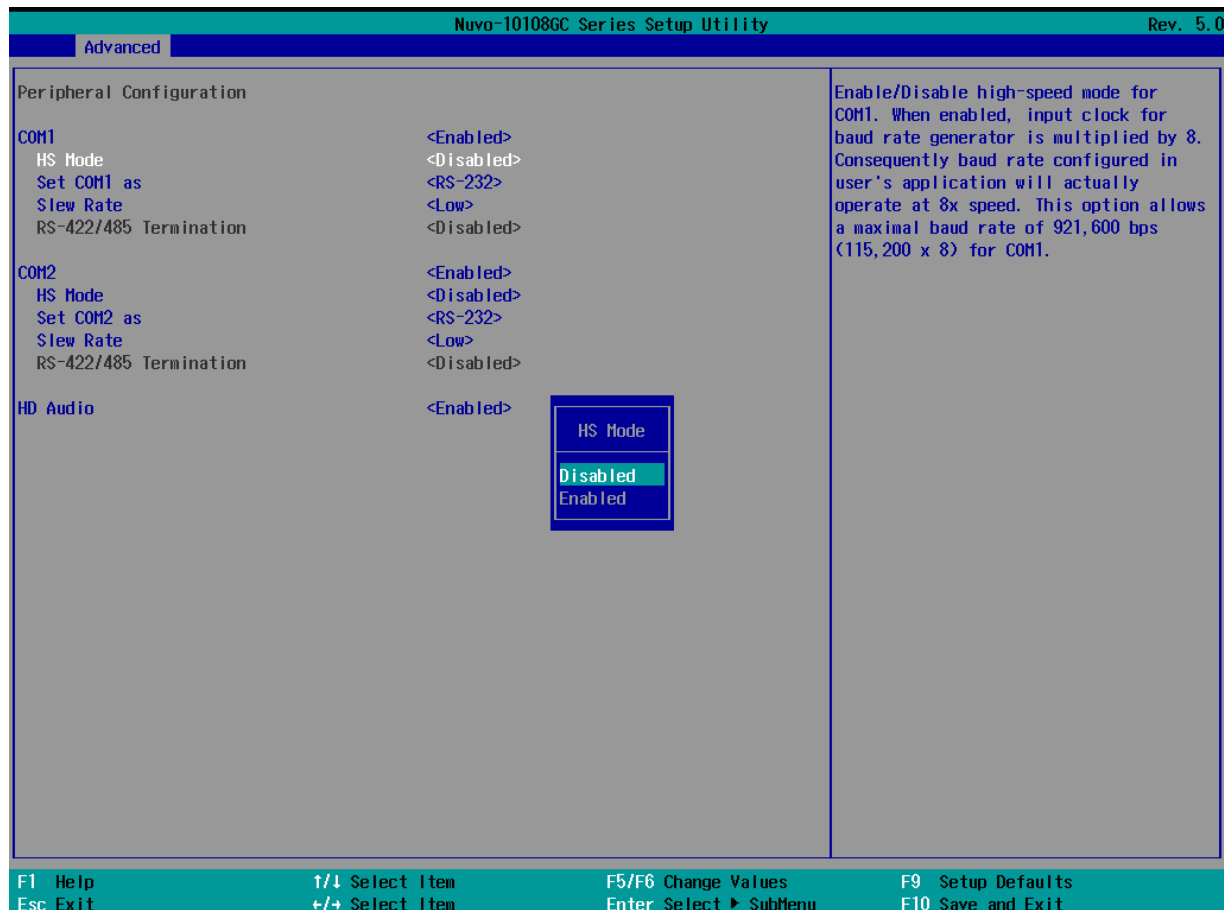 Nuvo-10108GC Series Setup Utility Rev. 5.0
Advanced
Peripheral Configuration
COM1 <Enabled>
HS Mode <Disabled>
Set COM1 as <RS-232>
Slew Rate <Low>
RS-422/485 Termination <Disabled>
COM2 <Enabled>
HS Mode <Disabled>
Set COM2 as <RS-232>
Slew Rate <Low>
RS-422/485 Termination <Disabled>
HD Audio <Enabled>
HS Mode
Disabled
Enabled
Enable/Disable high-speed mode for
COM1. When enabled, input clock for
baud rate generator is multiplied by 8.
Consequently baud rate configured in
user's application will actually
operate at 8x speed. This option allows
a maximal baud rate of 921,600 bps
(115,200 x 8) for COM1.
F1 Help ↑/↓ Select Item F5/F6 Change Values F9 Setup Defaults
Esc Exit ←/→ Select Item Enter Select ▶ SubMenu F10 Save and Exit